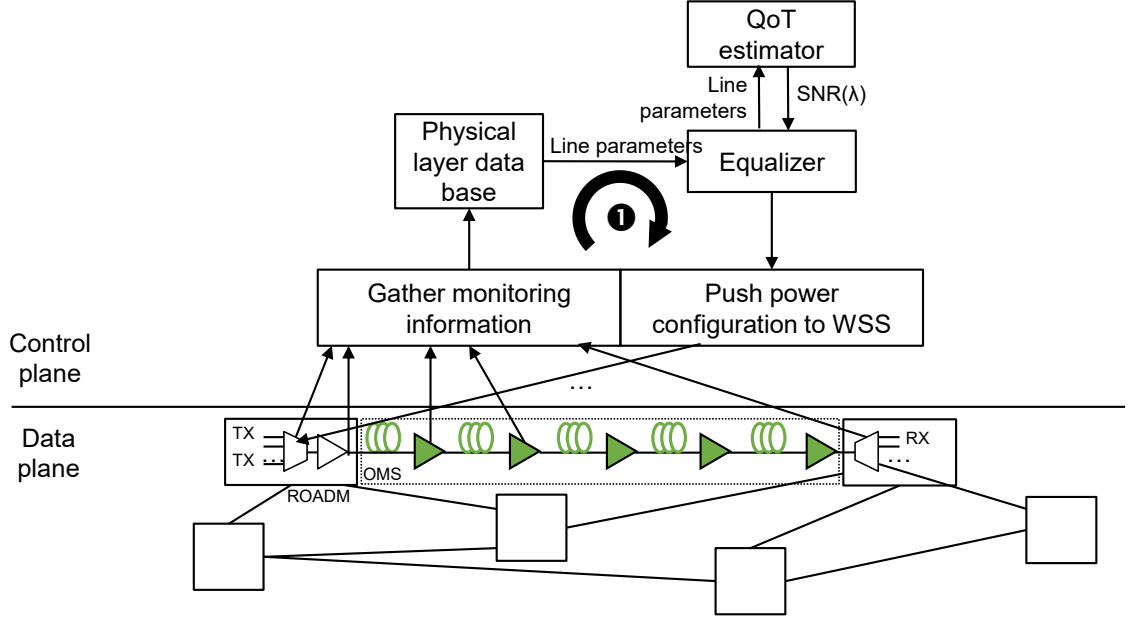 QoT
estimator
Line
parameters
SNR(λ)
Physical
layer data
base
Line parameters
Equalizer
❶
Gather monitoring
information
Push power
configuration to WSS
Control
plane
...
Data
plane
TX
TX ...
OMS
ROADM
RX
...